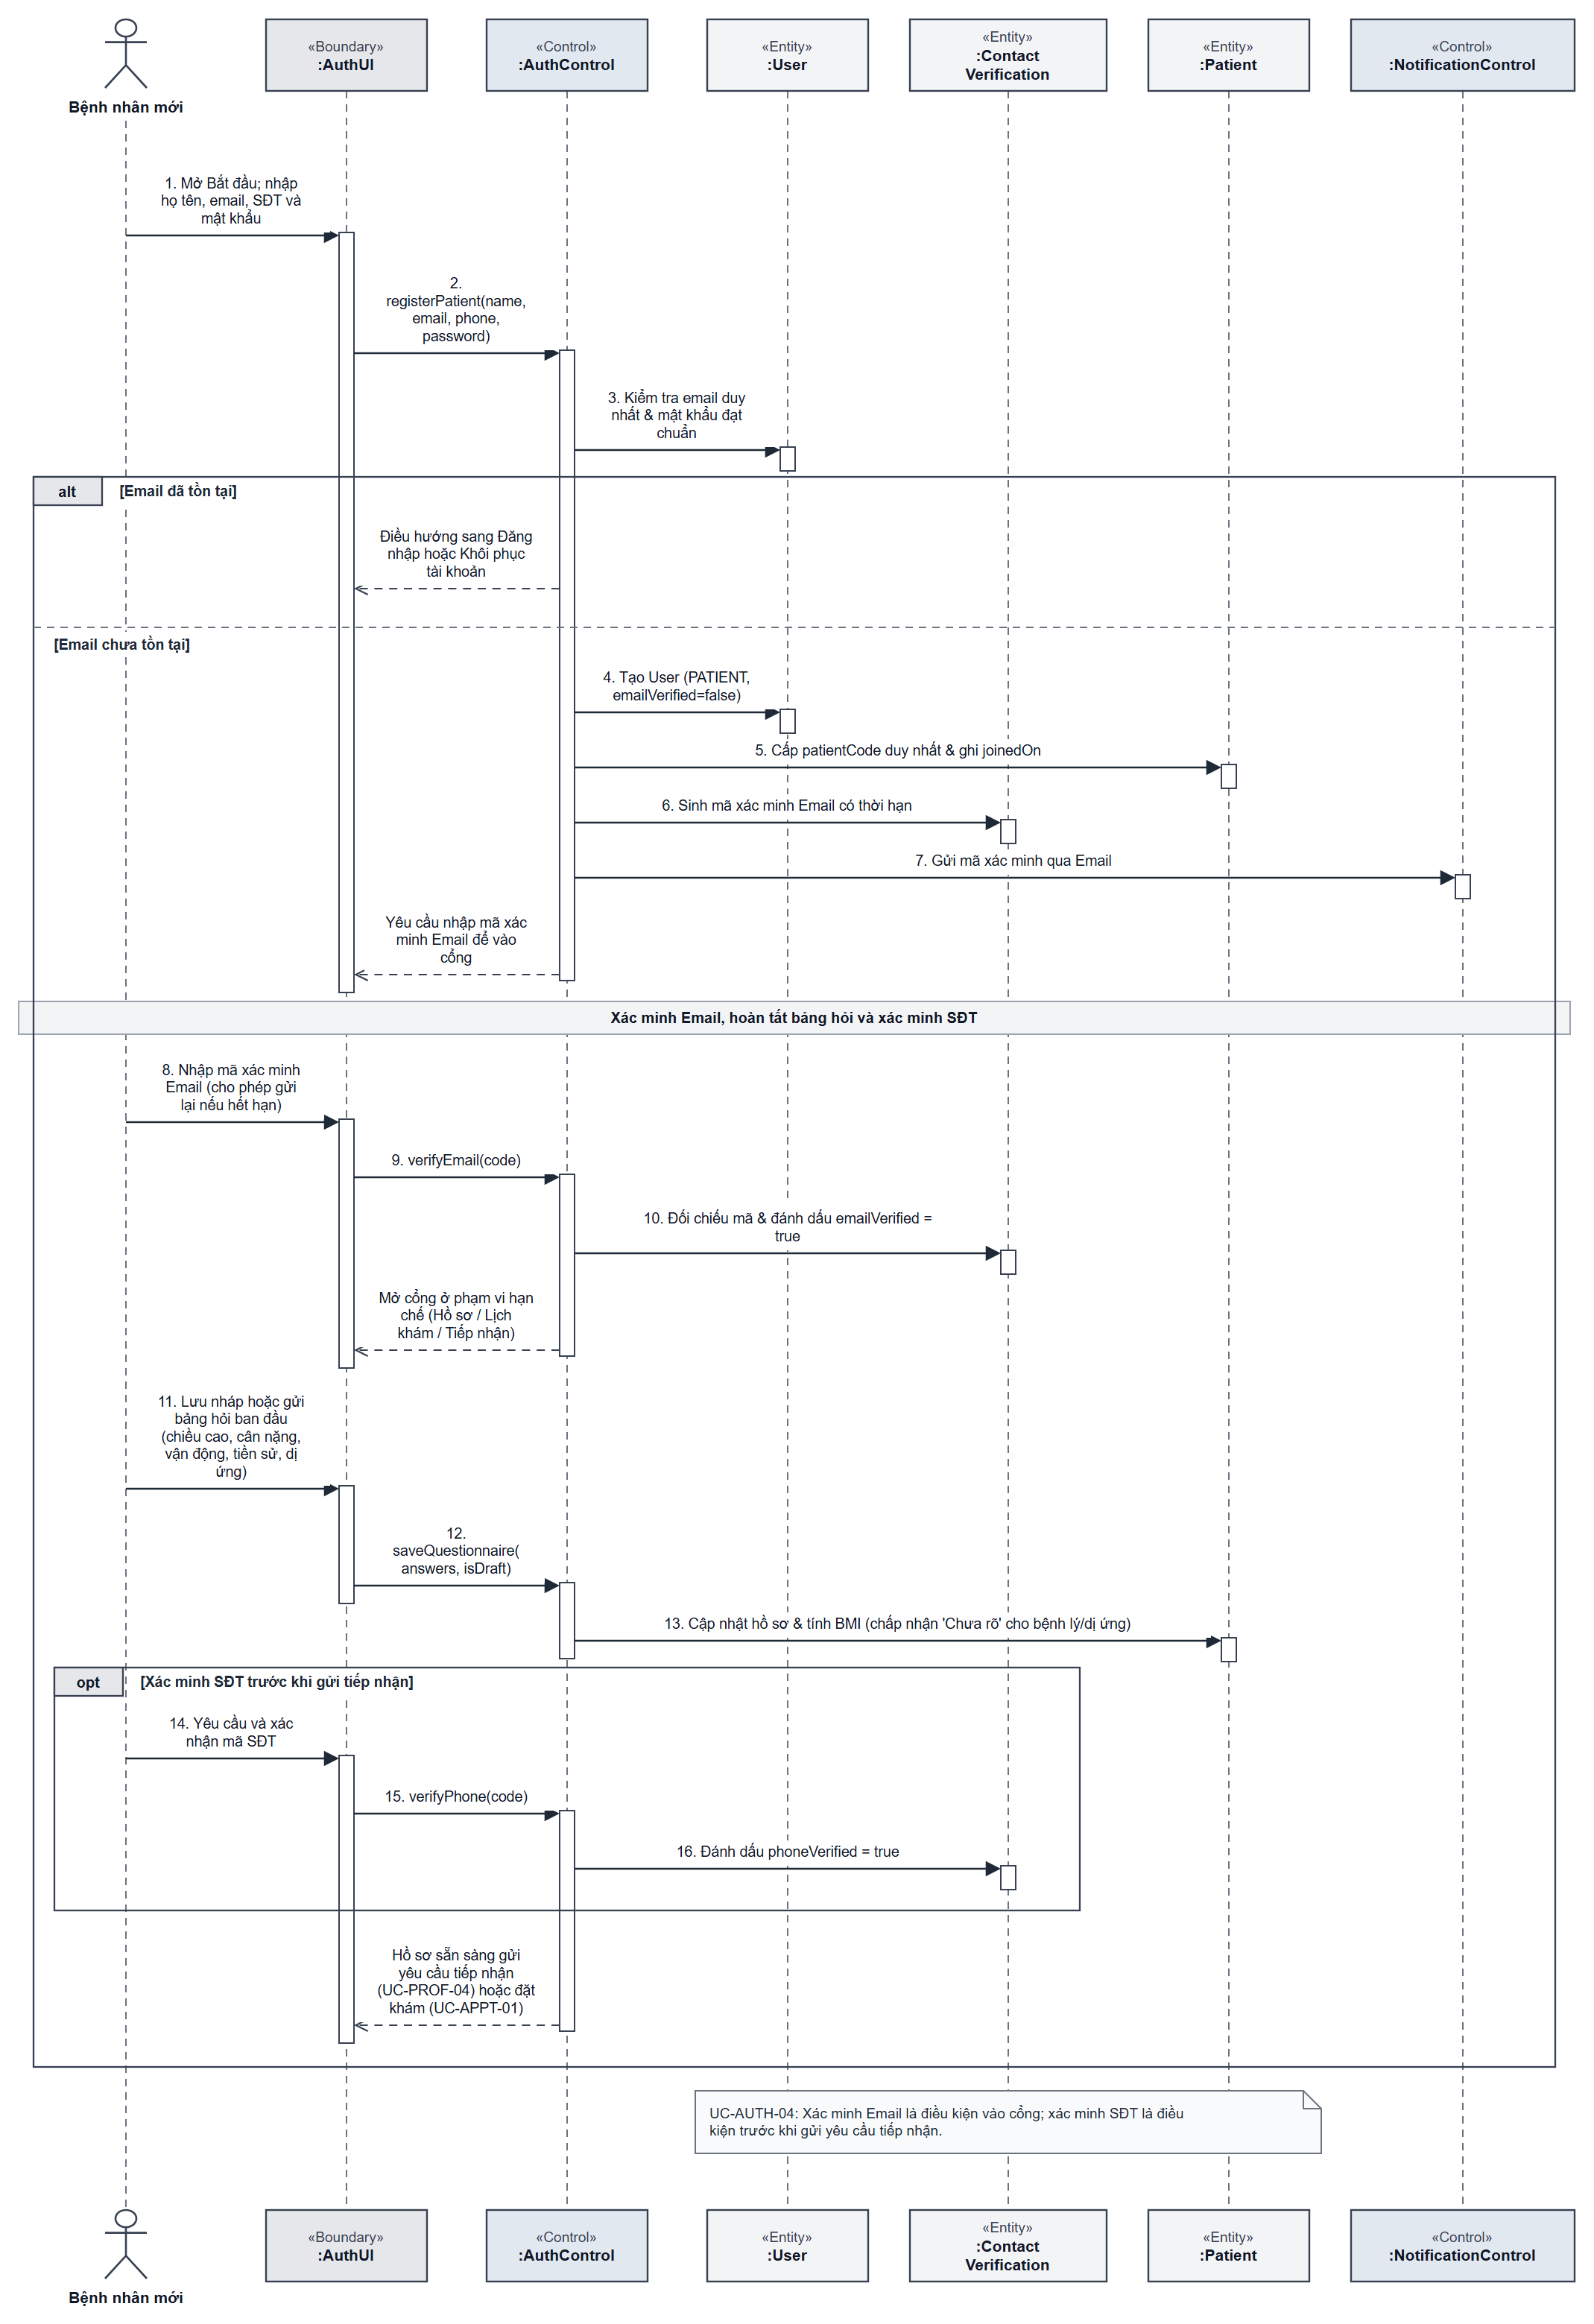 «Boundary»
:AuthUI
«Control»
:AuthControl
«Entity»
:User
«Entity»
:Contact
Verification
«Entity»
:Patient
«Control»
:NotificationControl
Bệnh nhân mới
1. Mở Bắt đầu; nhập
họ tên, email, SĐT và
mật khẩu
2.
registerPatient(name,
email, phone,
password)
3. Kiểm tra email duy
nhất & mật khẩu đạt
chuẩn
alt
[Email đã tồn tại]
Điều hướng sang Đăng
nhập hoặc Khôi phục
tài khoản
[Email chưa tồn tại]
4. Tạo User (PATIENT,
emailVerified=false)
5. Cấp patientCode duy nhất & ghi joinedOn
6. Sinh mã xác minh Email có thời hạn
7. Gửi mã xác minh qua Email
Yêu cầu nhập mã xác
minh Email để vào
cổng
Xác minh Email, hoàn tất bảng hỏi và xác minh SĐT
8. Nhập mã xác minh
Email (cho phép gửi
lại nếu hết hạn)
9. verifyEmail(code)
10. Đối chiếu mã & đánh dấu emailVerified =
true
Mở cổng ở phạm vi hạn
chế (Hồ sơ / Lịch
khám / Tiếp nhận)
11. Lưu nháp hoặc gửi
bảng hỏi ban đầu
(chiều cao, cân nặng,
vận động, tiền sử, dị
ứng)
12.
saveQuestionnaire(
answers, isDraft)
13. Cập nhật hồ sơ & tính BMI (chấp nhận 'Chưa rõ' cho bệnh lý/dị ứng)
opt
[Xác minh SĐT trước khi gửi tiếp nhận]
14. Yêu cầu và xác
nhận mã SĐT
15. verifyPhone(code)
16. Đánh dấu phoneVerified = true
Hồ sơ sẵn sàng gửi
yêu cầu tiếp nhận
(UC-PROF-04) hoặc đặt
khám (UC-APPT-01)
UC-AUTH-04: Xác minh Email là điều kiện vào cổng; xác minh SĐT là điều
kiện trước khi gửi yêu cầu tiếp nhận.
«Boundary»
:AuthUI
«Control»
:AuthControl
«Entity»
:User
«Entity»
:Contact
Verification
«Entity»
:Patient
«Control»
:NotificationControl
Bệnh nhân mới